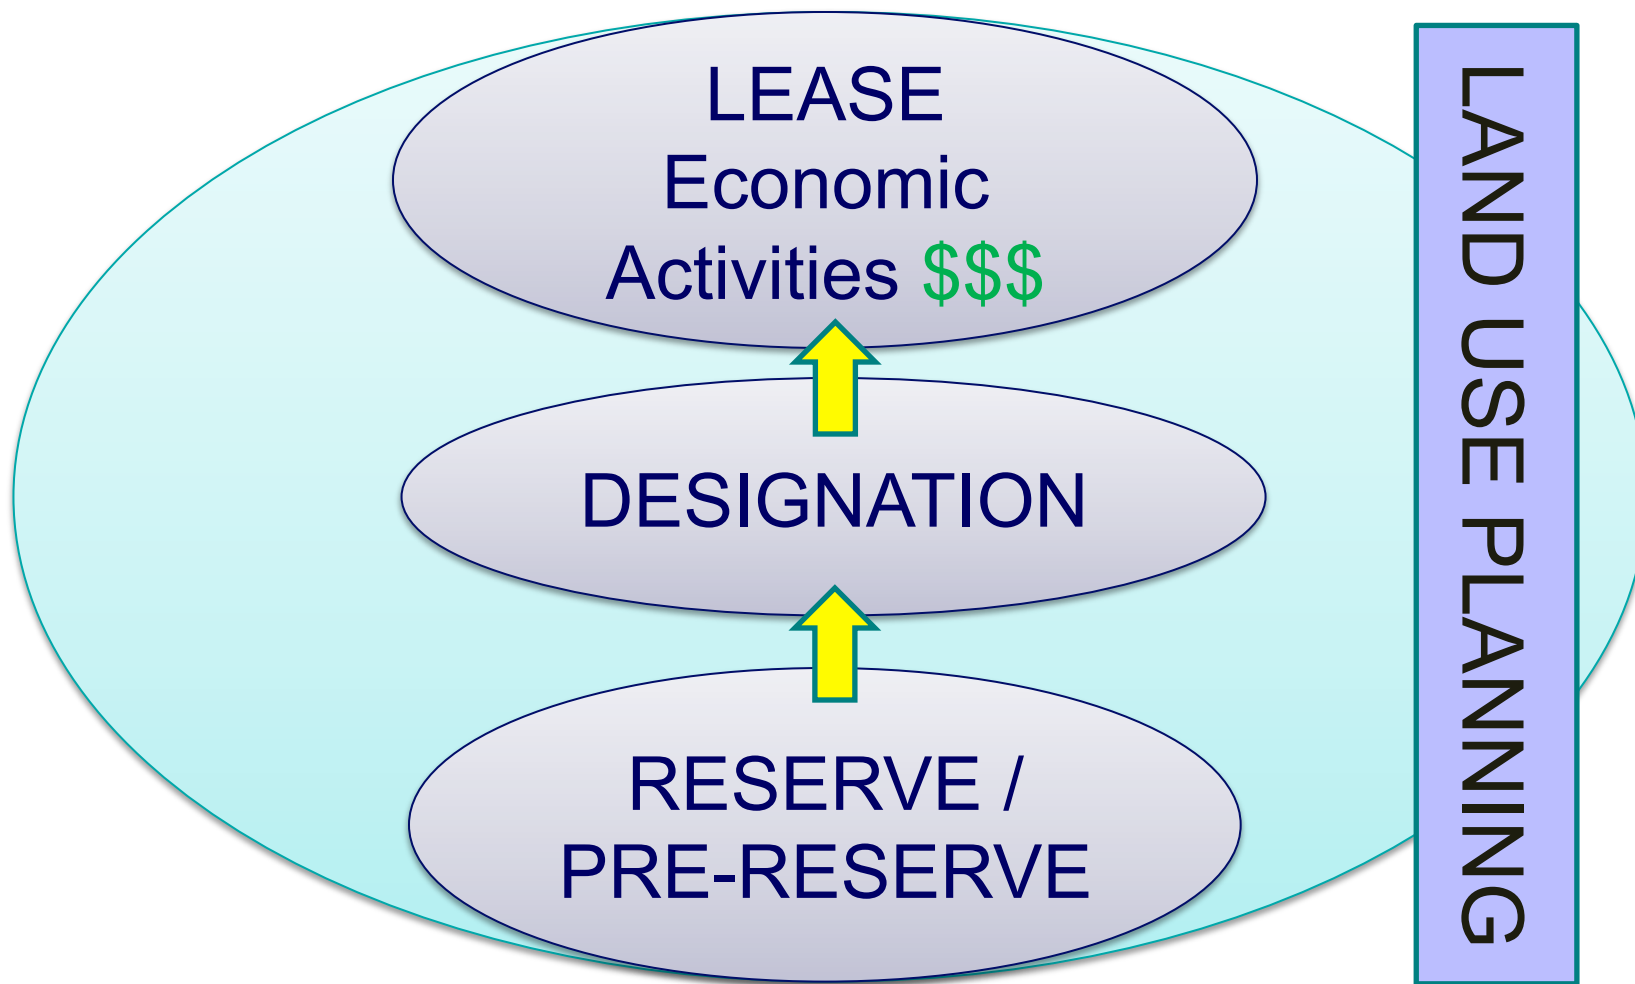 LEASE
Economic
Activities $$$
DESIGNATION
RESERVE /
PRE-RESERVE
LAND USE PLANNING